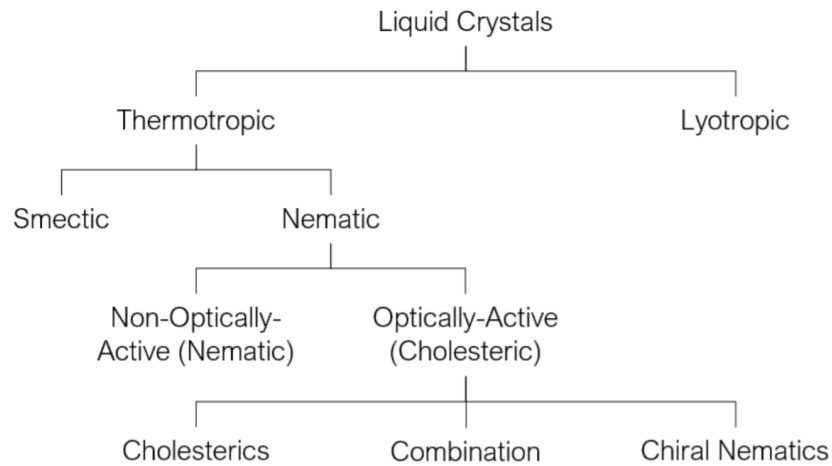 Liquid Crystals
Thermotropic
Lyotropic
Smectic
Nematic
Non-Optically-
Active (Nematic)
Optically-Active
(Cholesteric)
Cholesterics
Combination
Chiral Nematics